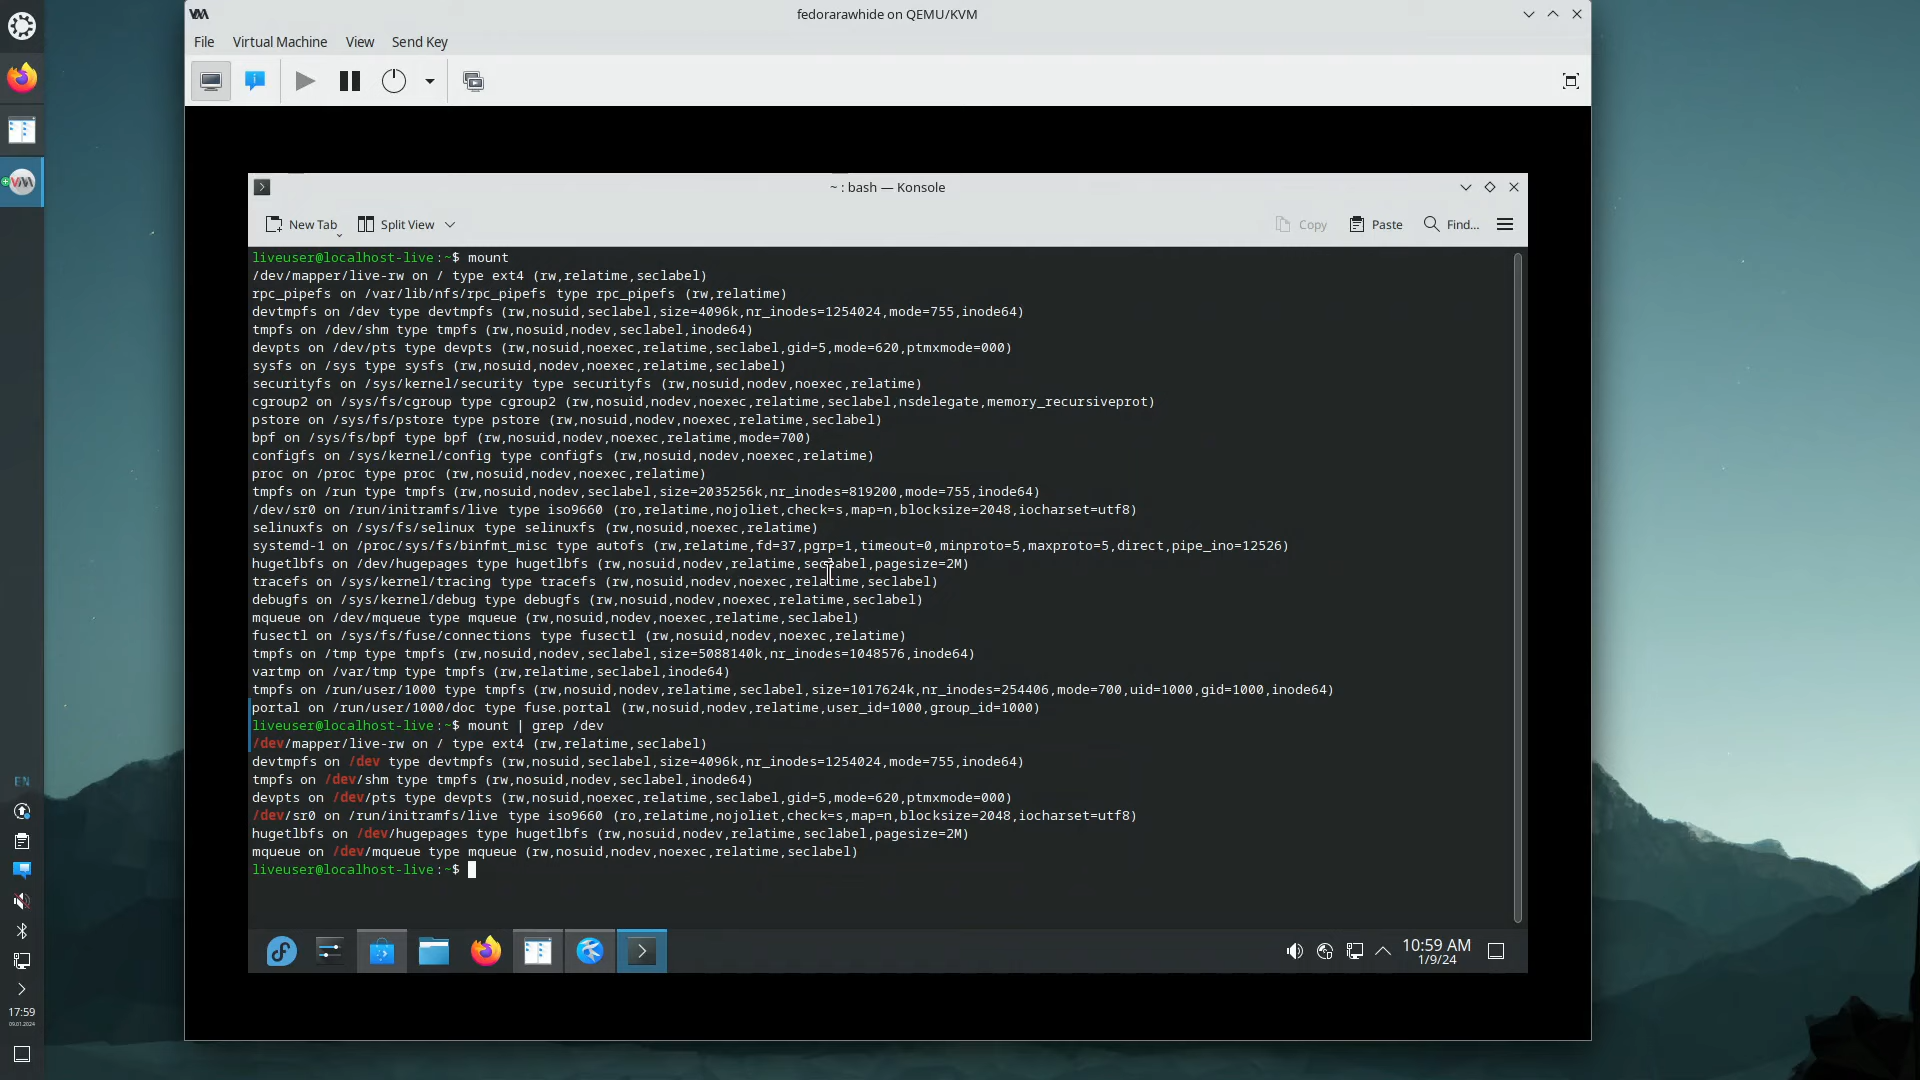 fedorarawhide on QEMU/KVM
File Virtual Machine View Send Key
~ : bash — Konsole
New Tab Split View Copy Paste Find...
liveuser@localhost-live:~$ mount
/dev/mapper/live-rw on / type ext4 (rw,relatime,seclabel)
rpc_pipefs on /var/lib/nfs/rpc_pipefs type rpc_pipefs (rw,relatime)
devtmpfs on /dev type devtmpfs (rw,nosuid,seclabel,size=4096k,nr_inodes=1254024,mode=755,inode64)
tmpfs on /dev/shm type tmpfs (rw,nosuid,nodev,seclabel,inode64)
devpts on /dev/pts type devpts (rw,nosuid,noexec,relatime,seclabel,gid=5,mode=620,ptmxmode=000)
sysfs on /sys type sysfs (rw,nosuid,nodev,noexec,relatime,seclabel)
securityfs on /sys/kernel/security type securityfs (rw,nosuid,nodev,noexec,relatime)
cgroup2 on /sys/fs/cgroup type cgroup2 (rw,nosuid,nodev,noexec,relatime,seclabel,nsdelegate,memory_recursiveprot)
pstore on /sys/fs/pstore type pstore (rw,nosuid,nodev,noexec,relatime,seclabel)
bpf on /sys/fs/bpf type bpf (rw,nosuid,nodev,noexec,relatime,mode=700)
configfs on /sys/kernel/config type configfs (rw,nosuid,nodev,noexec,relatime)
proc on /proc type proc (rw,nosuid,nodev,noexec,relatime)
tmpfs on /run type tmpfs (rw,nosuid,nodev,seclabel,size=2035256k,nr_inodes=819200,mode=755,inode64)
/dev/sr0 on /run/initramfs/live type iso9660 (ro,relatime,nojoliet,check=s,map=n,blocksize=2048,iocharset=utf8)
selinuxfs on /sys/fs/selinux type selinuxfs (rw,nosuid,noexec,relatime)
systemd-1 on /proc/sys/fs/binfmt_misc type autofs (rw,relatime,fd=37,pgrp=1,timeout=0,minproto=5,maxproto=5,direct,pipe_ino=12526)
hugetlbfs on /dev/hugepages type hugetlbfs (rw,nosuid,nodev,relatime,seclabel,pagesize=2M)
tracefs on /sys/kernel/tracing type tracefs (rw,nosuid,nodev,noexec,relatime,seclabel)
debugfs on /sys/kernel/debug type debugfs (rw,nosuid,nodev,noexec,relatime,seclabel)
mqueue on /dev/mqueue type mqueue (rw,nosuid,nodev,noexec,relatime,seclabel)
fusectl on /sys/fs/fuse/connections type fusectl (rw,nosuid,nodev,noexec,relatime)
tmpfs on /tmp type tmpfs (rw,nosuid,nodev,seclabel,size=5088140k,nr_inodes=1048576,inode64)
vartmp on /var/tmp type tmpfs (rw,relatime,seclabel,inode64)
tmpfs on /run/user/1000 type tmpfs (rw,nosuid,nodev,relatime,seclabel,size=1017624k,nr_inodes=254406,mode=700,uid=1000,gid=1000,inode64)
portal on /run/user/1000/doc type fuse.portal (rw,nosuid,nodev,relatime,user_id=1000,group_id=1000)
liveuser@localhost-live:~$ mount | grep /dev
/dev/mapper/live-rw on / type ext4 (rw,relatime,seclabel)
devtmpfs on /dev type devtmpfs (rw,nosuid,seclabel,size=4096k,nr_inodes=1254024,mode=755,inode64)
tmpfs on /dev/shm type tmpfs (rw,nosuid,nodev,seclabel,inode64)
devpts on /dev/pts type devpts (rw,nosuid,noexec,relatime,seclabel,gid=5,mode=620,ptmxmode=000)
/dev/sr0 on /run/initramfs/live type iso9660 (ro,relatime,nojoliet,check=s,map=n,blocksize=2048,iocharset=utf8)
hugetlbfs on /dev/hugepages type hugetlbfs (rw,nosuid,nodev,relatime,seclabel,pagesize=2M)
mqueue on /dev/mqueue type mqueue (rw,nosuid,nodev,noexec,relatime,seclabel)
liveuser@localhost-live:~$
10:59 AM
1/9/24
EN
17:59
09.01.2024